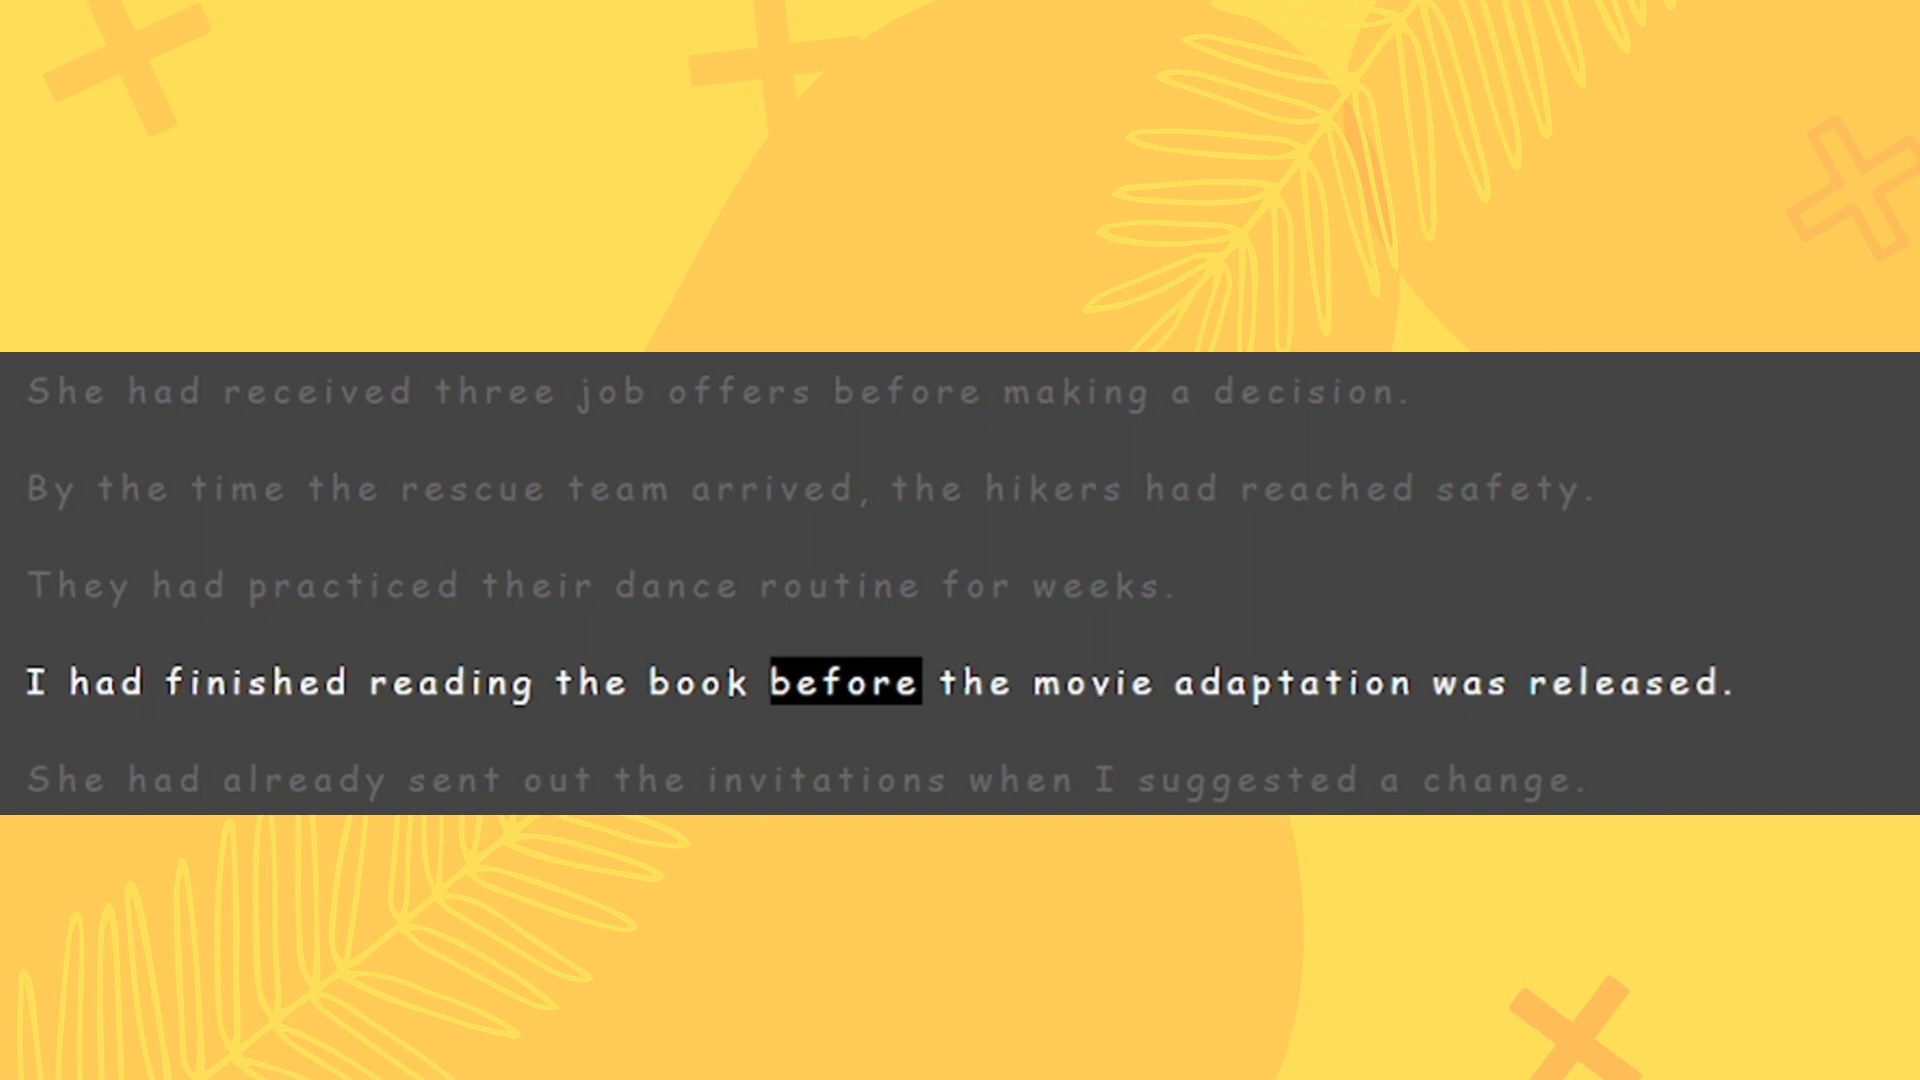 She had received three job offers before making a decision.
By the time the rescue team arrived, the hikers had reached safety.
They had practiced their dance routine for weeks.
I had finished reading the book before the movie adaptation was released.
She had already sent out the invitations when I suggested a change.